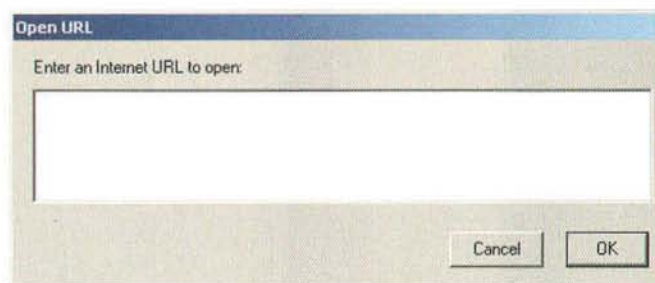 Open URL
Enter an Internet URL to open:
Cancel
OK